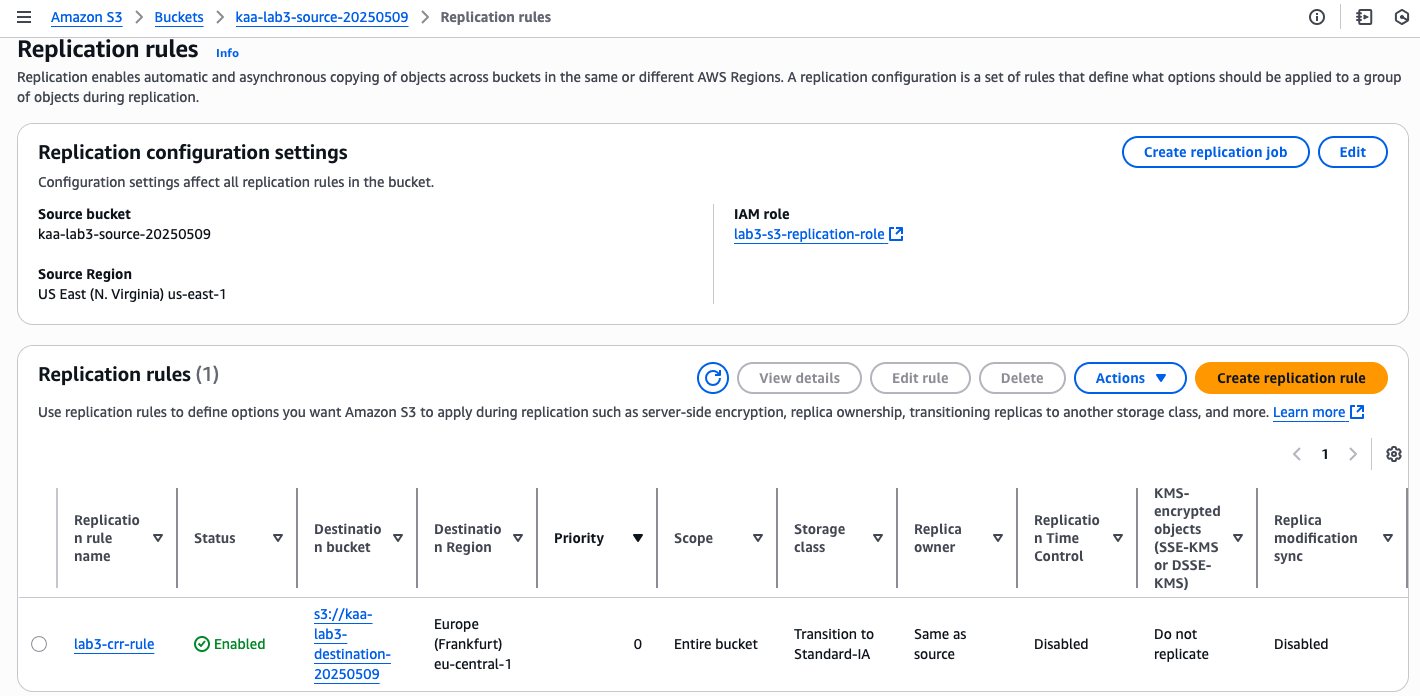 Amazon S3 > Buckets > kaa-lab3-source-20250509 > Replication rules
Replication rules Info
Replication enables automatic and asynchronous copying of objects across buckets in the same or different AWS Regions. A replication configuration is a set of rules that define what options should be applied to a group
of objects during replication.
Replication configuration settings
Create replication job
Edit
Configuration settings affect all replication rules in the bucket.
Source bucket
kaa-lab3-source-20250509
Source Region
US East (N. Virginia) us-east-1
IAM role
lab3-s3-replication-role
Replication rules (1)
View details
Edit rule
Delete
Actions
Create replication rule
Use replication rules to define options you want Amazon S3 to apply during replication such as server-side encryption, replica ownership, transitioning replicas to another storage class, and more. Learn more
1
Replicatio
n rule
name
Status
Destinatio
n bucket
Destinatio
n Region
Priority
Scope
Storage
class
Replica
owner
Replicatio
n Time
Control
KMS-
encrypted
objects
(SSE-KMS
or DSSE-
KMS)
Replica
modification
sync
lab3-crr-rule
Enabled
s3://kaa-
lab3-
destination-
20250509
Europe
(Frankfurt)
eu-central-1
0
Entire bucket
Transition to
Standard-IA
Same as
source
Disabled
Do not
replicate
Disabled